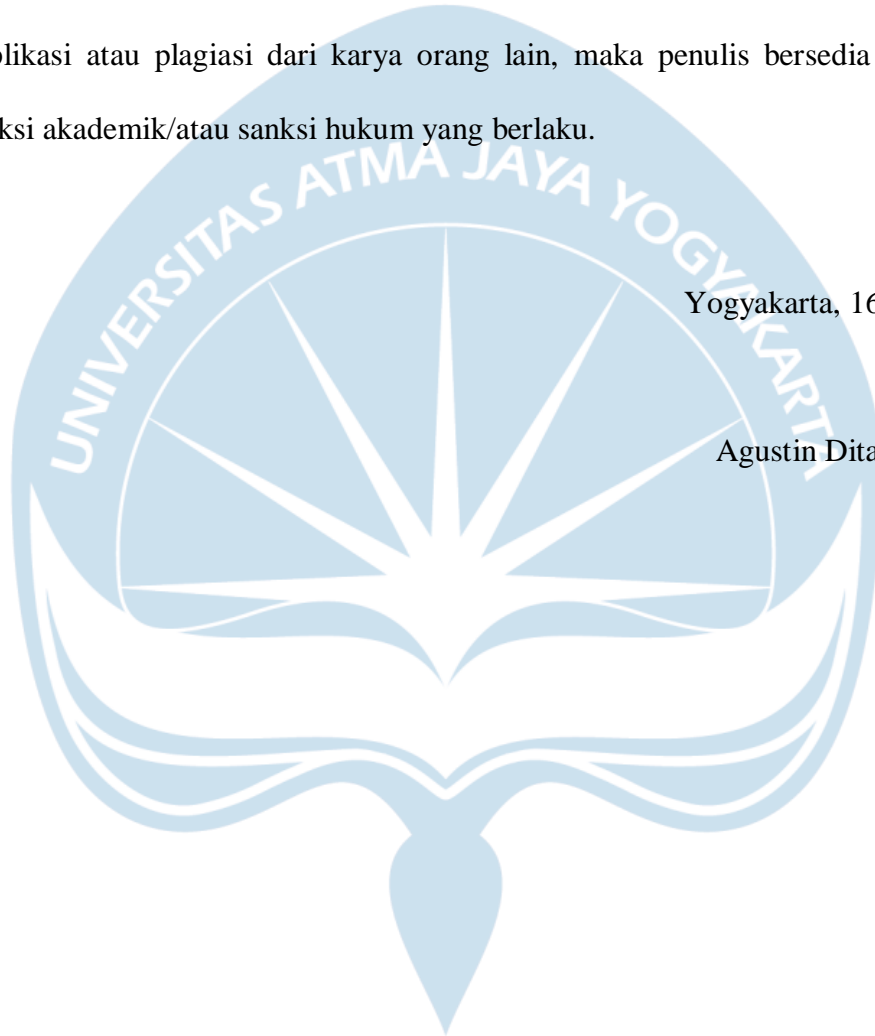 plikasi atau plagiasi dari karya orang lain, maka penulis bersedia
ksi akademik/atau sanksi hukum yang berlaku.
UNIVERSITAS ATMA JAYA YOGYAKARTA
Yogyakarta, 16
Agustin Dita